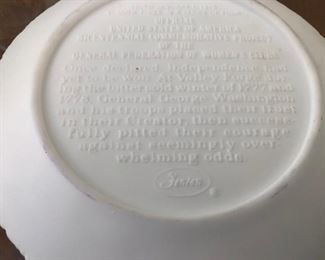 OFFICIAL
UNITED STATES OF AMERICA
BICENTENNIAL COMMEMORATIVE PRODUCT
OF THE
GENERAL FEDERATION OF WOMEN'S CLUBS
Once declared, independence had
yet to be won. At Valley Forge during
the bitter cold winter of 1777 and
1778, General George Washington
and his troops placed their trust
in their Creator, then success-
fully pitted their courage
against seemingly over-
whelming odds.
Fenton
®